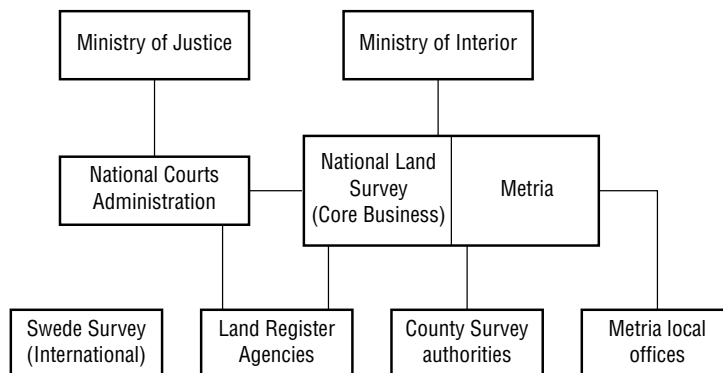 Ministry of Justice
Ministry of Interior
National Courts
Administration
National Land
Survey
(Core Business)
Metria
Swede Survey
(International)
Land Register
Agencies
County Survey
authorities
Metria local
offices